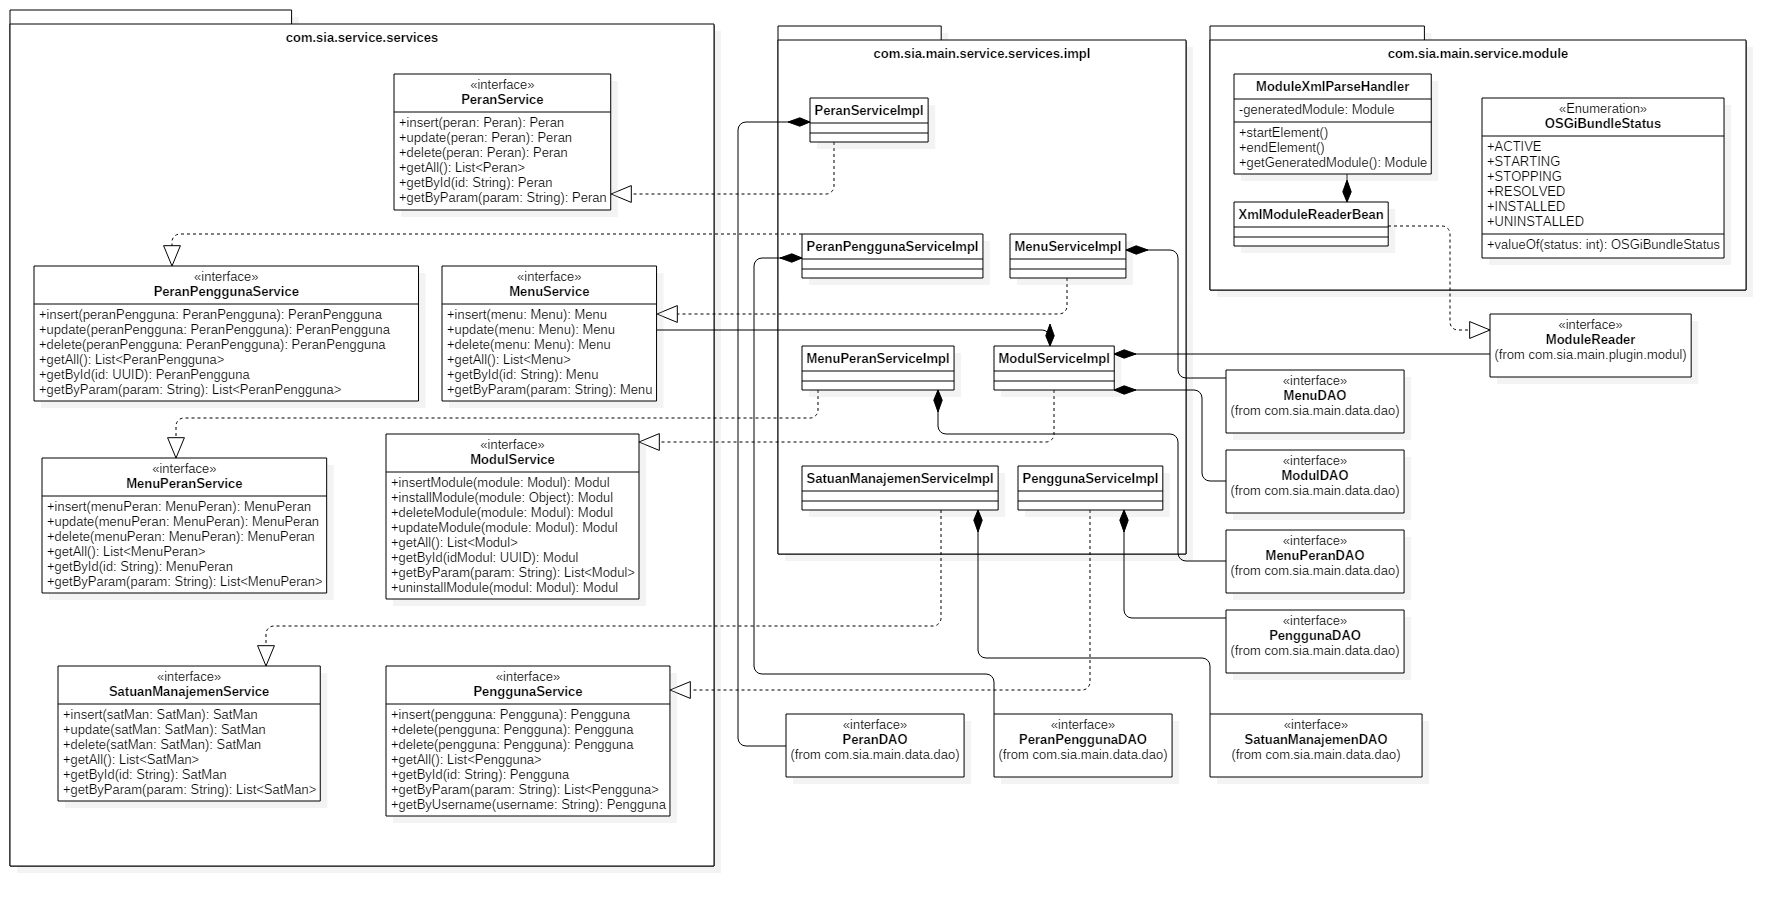 com.sia.service.services
«interface»
PeranService
+insert(peran: Peran): Peran
+update(peran: Peran): Peran
+delete(peran: Peran): Peran
+getAll(): List<Peran>
+getById(id: String): Peran
+getByParam(param: String): Peran
«interface»
PeranPenggunaService
+insert(peranPengguna: PeranPengguna): PeranPengguna
+update(peranPengguna: PeranPengguna): PeranPengguna
+delete(peranPengguna: PeranPengguna): PeranPengguna
+getAll(): List<PeranPengguna>
+getById(id: UUID): PeranPengguna
+getByParam(param: String): List<PeranPengguna>
«interface»
MenuService
+insert(menu: Menu): Menu
+update(menu: Menu): Menu
+delete(menu: Menu): Menu
+getAll(): List<Menu>
+getById(id: String): Menu
+getByParam(param: String): Menu
«interface»
MenuPeranService
+insert(menuPeran: MenuPeran): MenuPeran
+update(menuPeran: MenuPeran): MenuPeran
+delete(menuPeran: MenuPeran): MenuPeran
+getAll(): List<MenuPeran>
+getById(id: String): MenuPeran
+getByParam(param: String): List<MenuPeran>
«interface»
ModulService
+insertModule(module: Modul): Modul
+installModule(module: Object): Modul
+deleteModule(module: Modul): Modul
+updateModule(module: Modul): Modul
+getAll(): List<Modul>
+getById(idModul: UUID): Modul
+getByParam(param: String): List<Modul>
+uninstallModule(modul: Modul): Modul
«interface»
SatuanManajemenService
+insert(satMan: SatMan): SatMan
+update(satMan: SatMan): SatMan
+delete(satMan: SatMan): SatMan
+getAll(): List<SatMan>
+getById(id: String): SatMan
+getByParam(param: String): List<SatMan>
«interface»
PenggunaService
+insert(pengguna: Pengguna): Pengguna
+delete(pengguna: Pengguna): Pengguna
+delete(pengguna: Pengguna): Pengguna
+getAll(): List<Pengguna>
+getById(id: String): Pengguna
+getByParam(param: String): List<Pengguna>
+getByUsername(username: String): Pengguna
com.sia.main.service.services.impl
PeranServiceImpl
PeranPenggunaServiceImpl
MenuServiceImpl
MenuPeranServiceImpl
ModulServiceImpl
SatuanManajemenServiceImpl
PenggunaServiceImpl
com.sia.main.service.module
ModuleXmlParseHandler
-generatedModule: Module
+startElement()
+endElement()
+getGeneratedModule(): Module
XmlModuleReaderBean
«Enumeration»
OSGiBundleStatus
+ACTIVE
+STARTING
+STOPPING
+RESOLVED
+INSTALLED
+UNINSTALLED
+valueOf(status: int): OSGiBundleStatus
«interface»
ModuleReader
(from com.sia.main.plugin.modul)
«interface»
MenuDAO
(from com.sia.main.data.dao)
«interface»
ModulDAO
(from com.sia.main.data.dao)
«interface»
MenuPeranDAO
(from com.sia.main.data.dao)
«interface»
PenggunaDAO
(from com.sia.main.data.dao)
«interface»
PeranDAO
(from com.sia.main.data.dao)
«interface»
PeranPenggunaDAO
(from com.sia.main.data.dao)
«interface»
SatuanManajemenDAO
(from com.sia.main.data.dao)